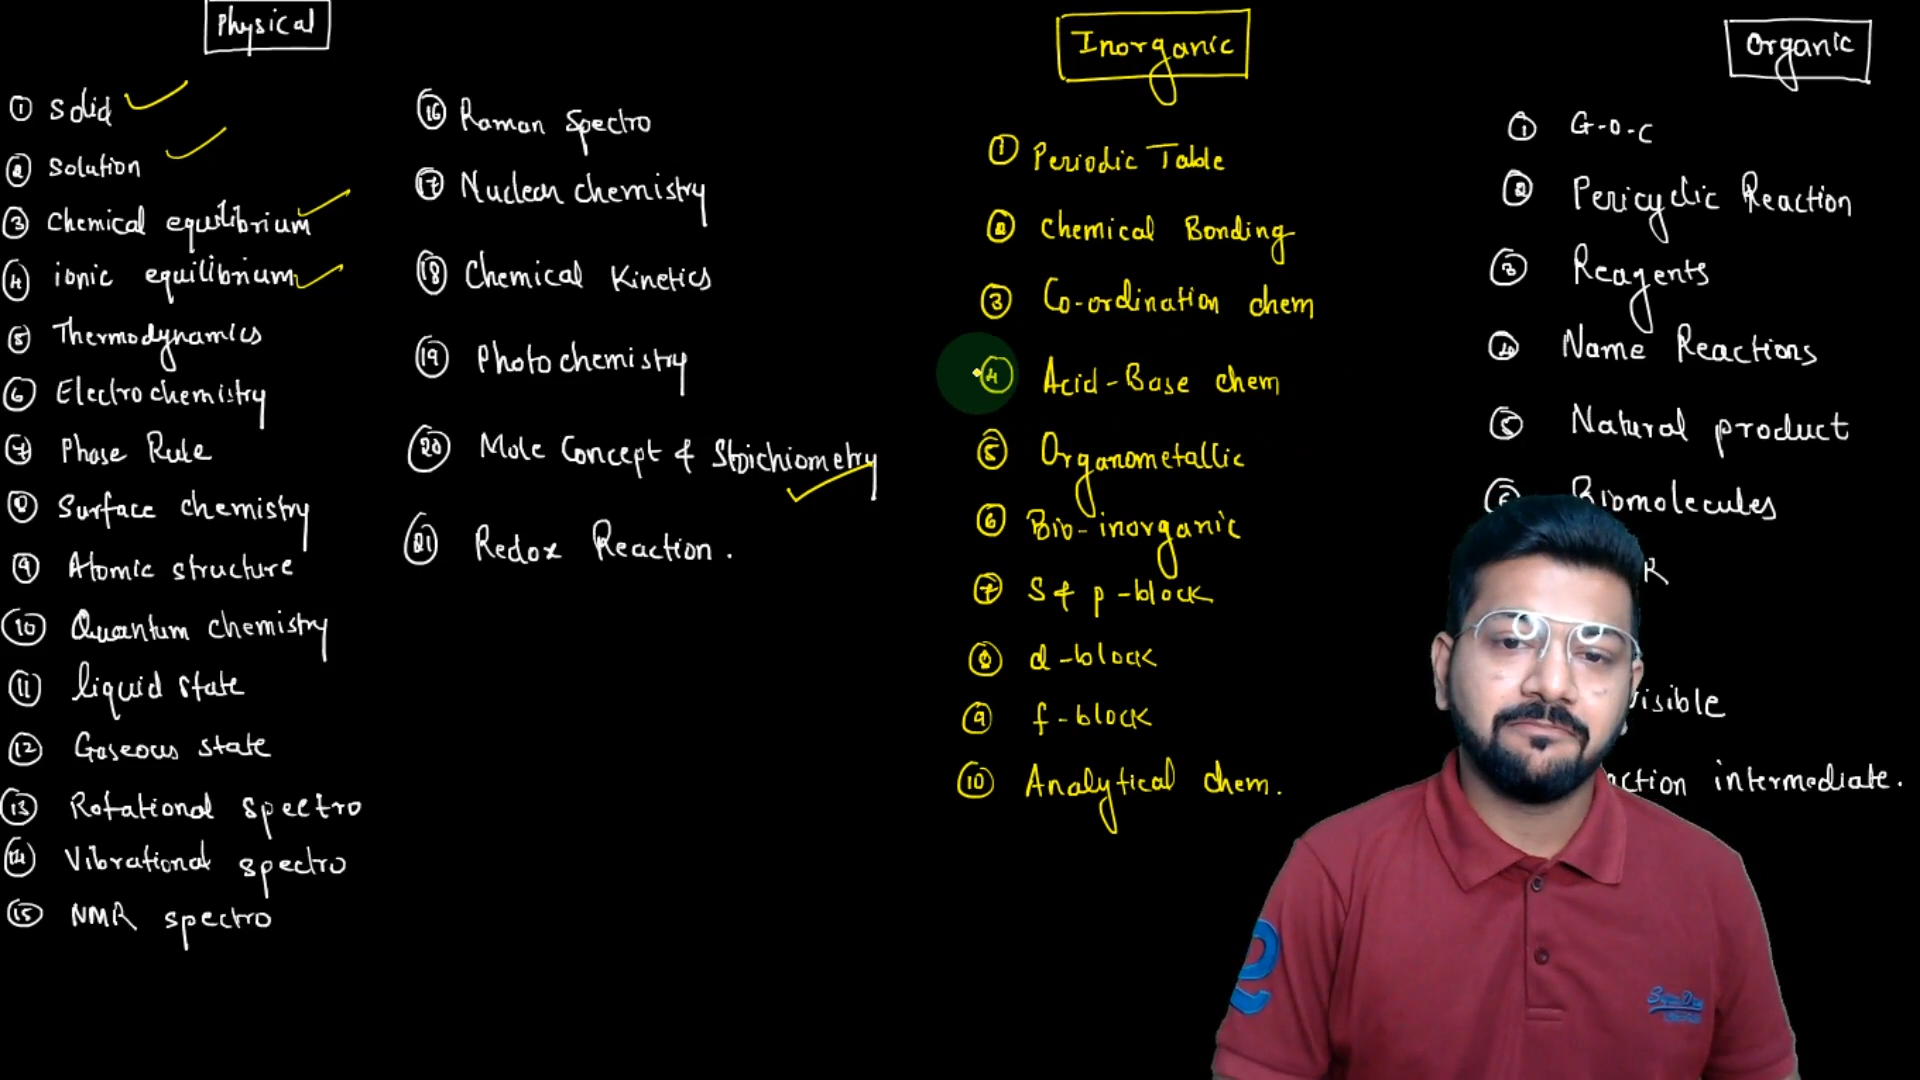 Physical
① Solid
② Solution
③ Chemical equilibrium
④ ionic equilibrium
⑤ Thermodynamics
⑥ Electrochemistry
⑦ Phase Rule
⑧ Surface chemistry
⑨ Atomic structure
⑩ Quantum chemistry
⑪ liquid state
⑫ Gaseous state
⑬ Rotational spectro
⑭ Vibrational spectro
⑮ NMR spectro
⑯ Raman Spectro
⑰ Nuclear chemistry
⑱ Chemical Kinetics
⑲ Photochemistry
⑳ Mole Concept & Stoichiometry
㉑ Redox Reaction.
Inorganic
① Periodic Table
② Chemical Bonding
③ Co-ordination chem
④ Acid-Base chem
⑤ Organometallic
⑥ Bio-inorganic
⑦ S & p-block
⑧ d-block
⑨ f-block
⑩ Analytical chem.
Organic
① G.O.C
② Pericyclic Reaction
③ Reagents
④ Name Reactions
⑤ Natural product
⑥ Biomolecules
R
isible
ction intermediate.